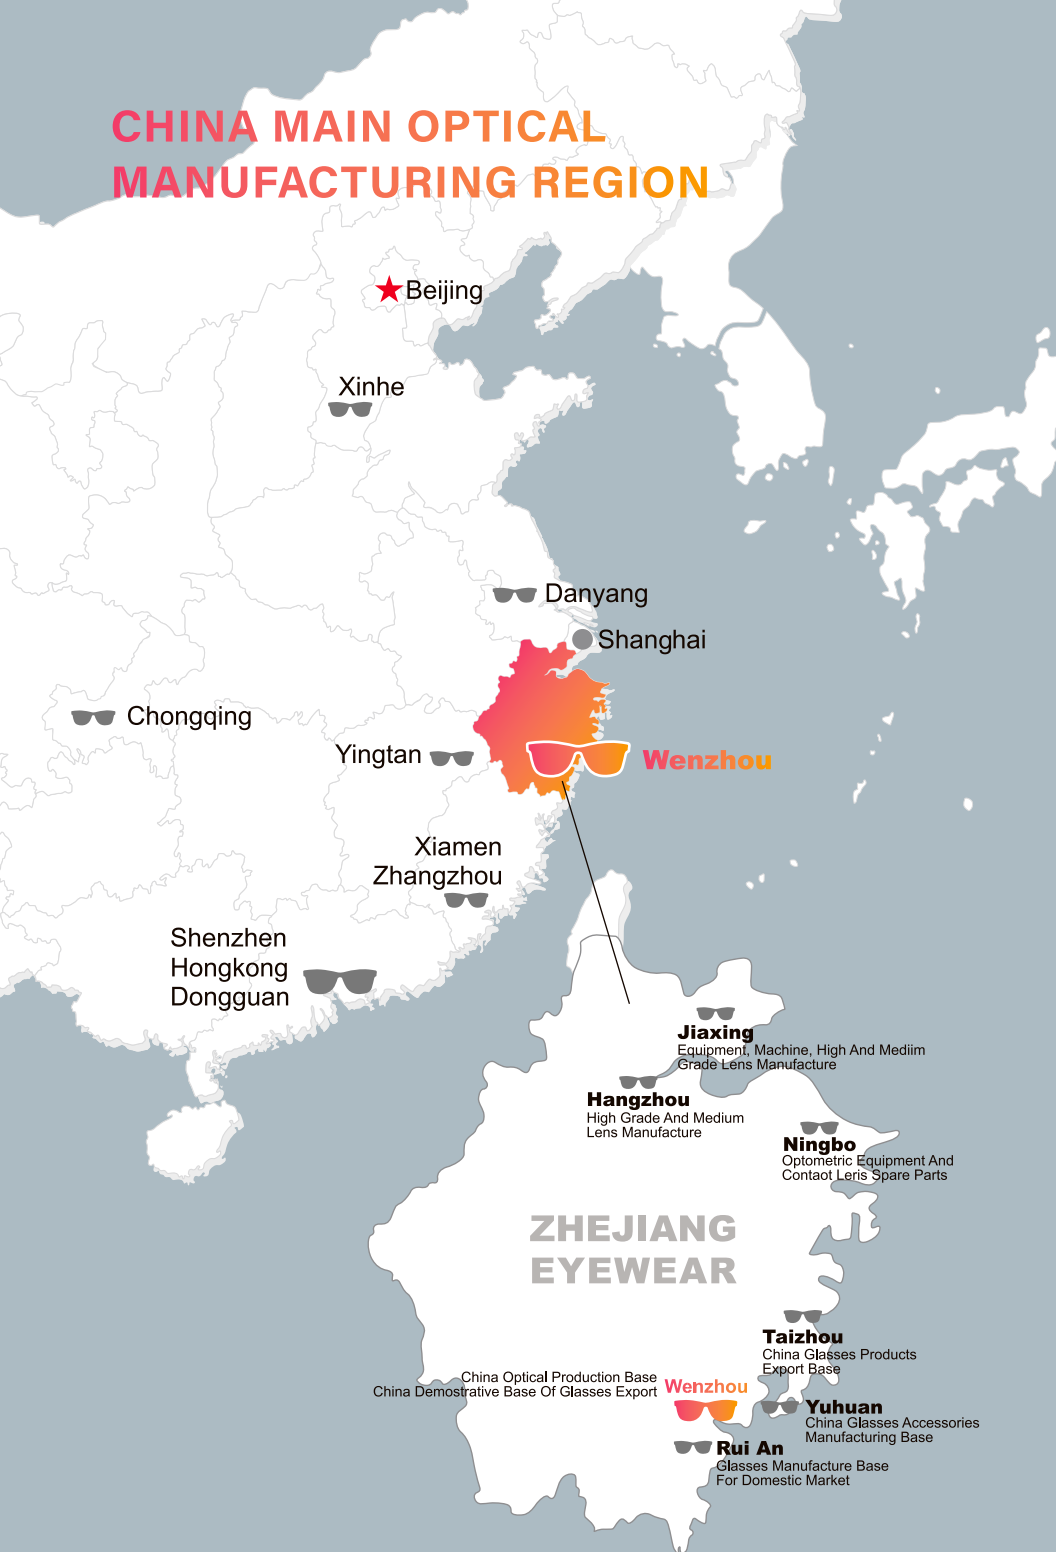 CHINA MAIN OPTICAL
MANUFACTURING REGION
Beijing
Xinhe
Danyang
Shanghai
Chongqing
Yingtan
Wenzhou
Xiamen
Zhangzhou
Shenzhen
Hongkong
Dongguan
Jiaxing
Equipment, Machine, High And Mediim
Grade Lens Manufacture
Hangzhou
High Grade And Medium
Lens Manufacture
Ningbo
Optometric Equipment And
Contaot Leris Spare Parts
ZHEJIANG
EYEWEAR
Taizhou
China Glasses Products
Export Base
China Optical Production Base
China Demostrative Base Of Glasses Export
Wenzhou
Yuhuan
China Glasses Accessories
Manufacturing Base
Rui An
Glasses Manufacture Base
For Domestic Market